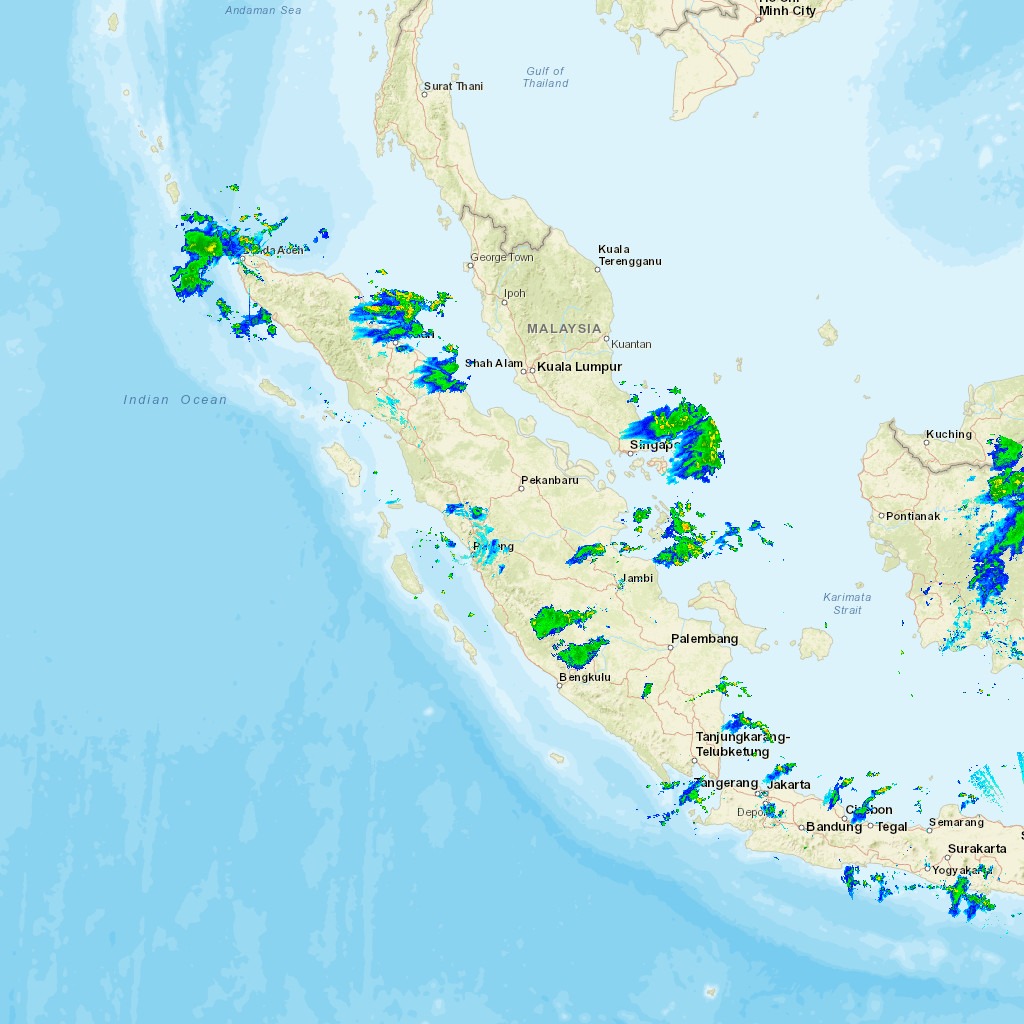 Andaman Sea
Minh City
Gulf of
Thailand
Surat Thani
Kuala
Terengganu
George Town
Ipoh
MALAYSIA
Kuantan
Shah Alam
Kuala Lumpur
Indian Ocean
Kuching
Pekanbaru
Pontianak
Jambi
Karimata
Strait
Palembang
Bengkulu
Tanjungkarang-
Telubketung
Tangerang
Jakarta
Bandung
Tegal
Semarang
Surakarta
Yogyakarta